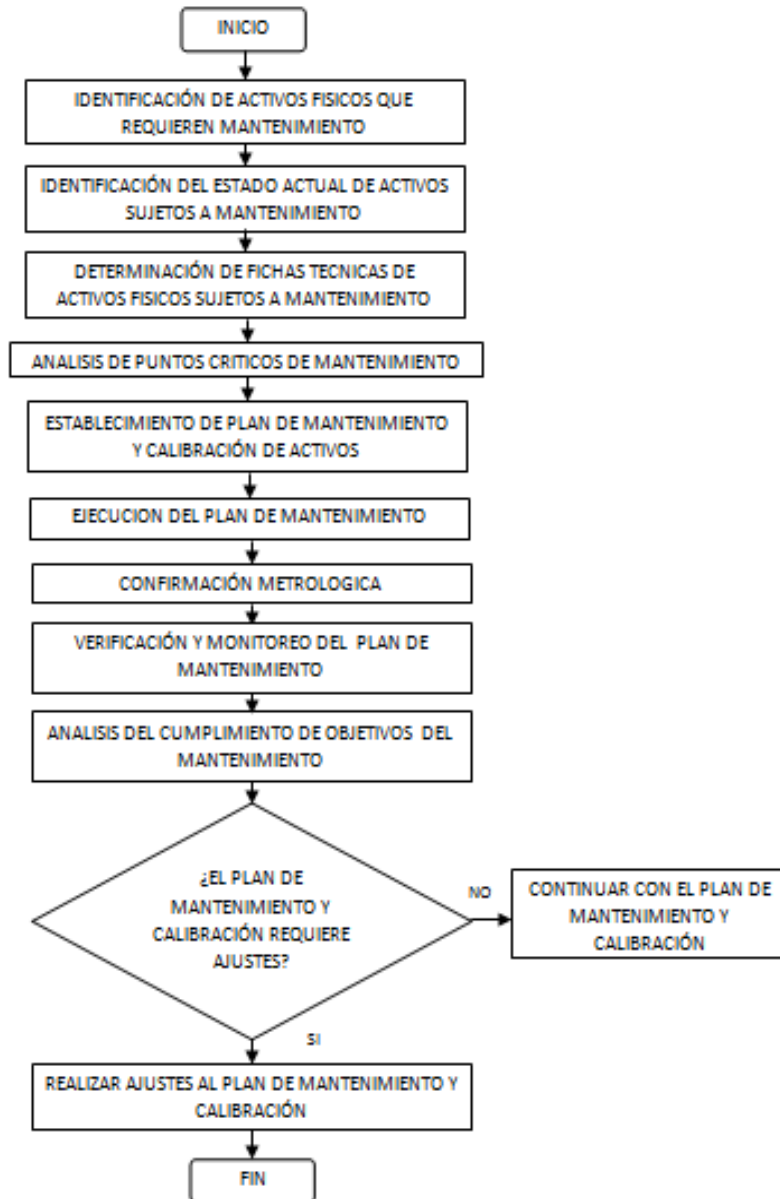 INICIO
IDENTIFICACIÓN DE ACTIVOS FISICOS QUE
REQUIEREN MANTENIMIENTO
IDENTIFICACIÓN DEL ESTADO ACTUAL DE ACTIVOS
SUJETOS A MANTENIMIENTO
DETERMINACIÓN DE FICHAS TECNICAS DE
ACTIVOS FISICOS SUJETOS A MANTENIMIENTO
ANALISIS DE PUNTOS CRITICOS DE MANTENIMIENTO
ESTABLECIMIENTO DE PLAN DE MANTENIMIENTO
Y CALIBRACIÓN DE ACTIVOS
EJECUCION DEL PLAN DE MANTENIMIENTO
CONFIRMACIÓN METROLOGICA
VERIFICACIÓN Y MONITOREO DEL PLAN DE
MANTENIMIENTO
ANALISIS DEL CUMPLIMIENTO DE OBJETIVOS DEL
MANTENIMIENTO
¿EL PLAN DE
MANTENIMIENTO Y
CALIBRACIÓN REQUIERE
AJUSTES?
NO
CONTINUAR CON EL PLAN DE
MANTENIMIENTO Y
CALIBRACIÓN
SI
REALIZAR AJUSTES AL PLAN DE MANTENIMIENTO Y
CALIBRACIÓN
FIN